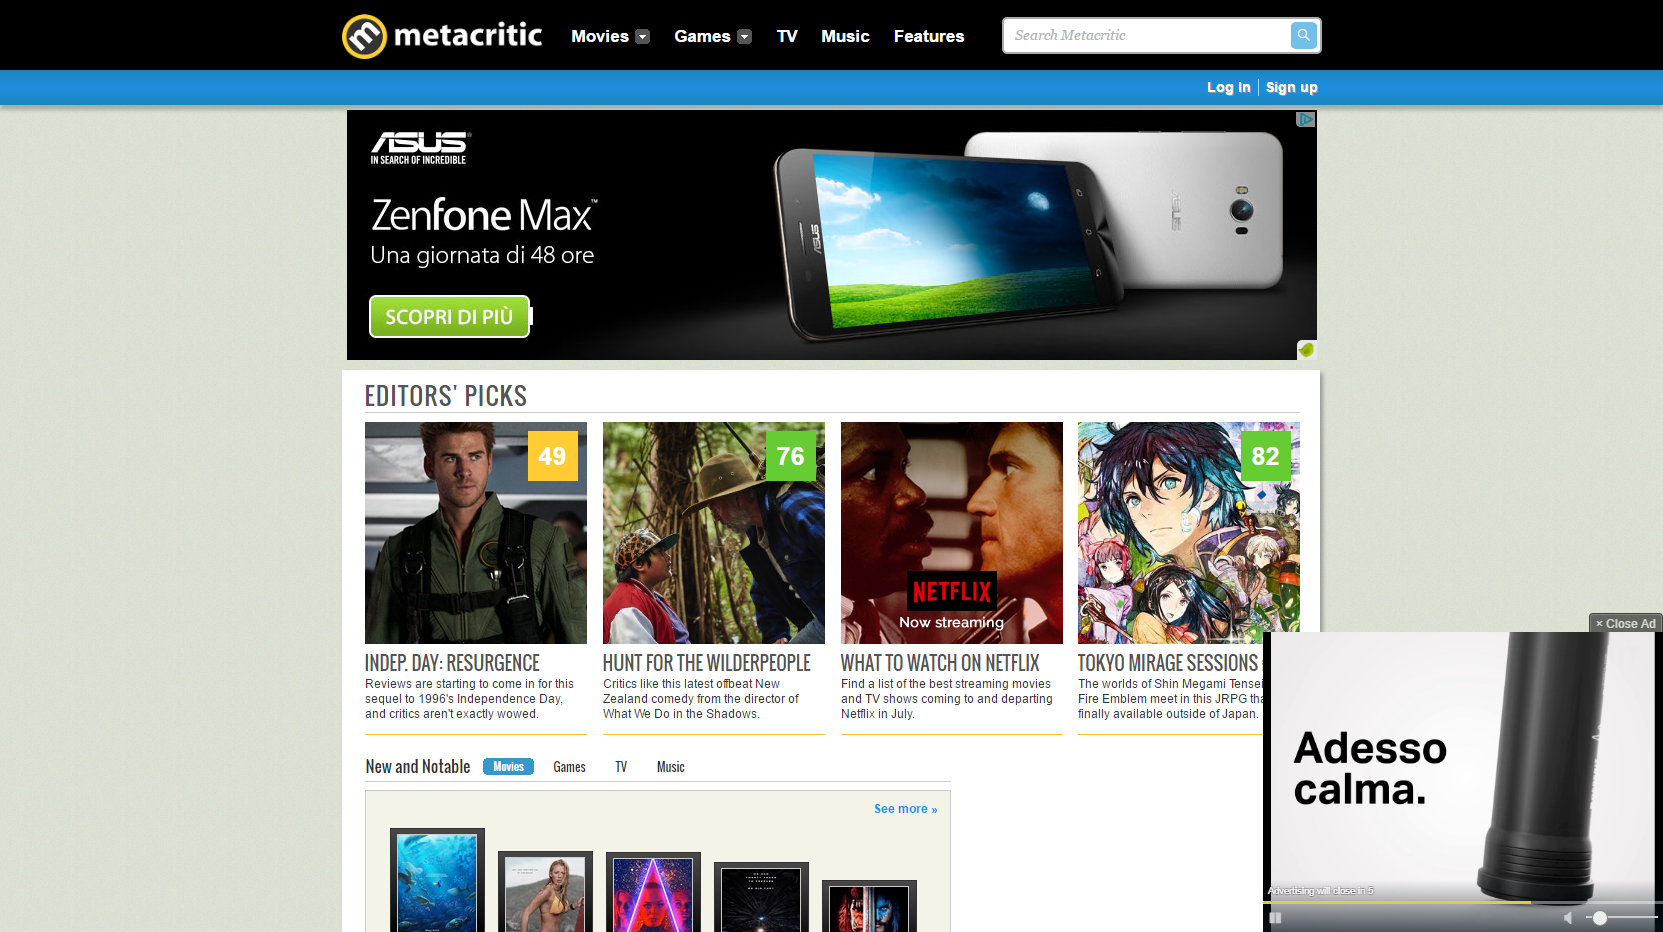 metacritic
Movies
Games
TV
Music
Features
Search Metacritic
Log In
Sign up
ASUS
IN SEARCH OF INCREDIBLE
Zenfone Max™
Una giornata di 48 ore
SCOPRI DI PIÙ
ASUS
ASUS
EDITORS' PICKS
49
76
NETFLIX
Now streaming
82
INDEP. DAY: RESURGENCE
Reviews are starting to come in for this
sequel to 1996's Independence Day,
and critics aren't exactly wowed.
HUNT FOR THE WILDERPEOPLE
Critics like this latest offbeat New
Zealand comedy from the director of
What We Do in the Shadows.
WHAT TO WATCH ON NETFLIX
Find a list of the best streaming movies
and TV shows coming to and departing
Netflix in July.
TOKYO MIRAGE SESSIONS
The worlds of Shin Megami Tensei
Fire Emblem meet in this JRPG tha
finally available outside of Japan.
× Close Ad
Adesso
calma.
Advertising will close in 5
New and Notable
Movies
Games
TV
Music
See more »